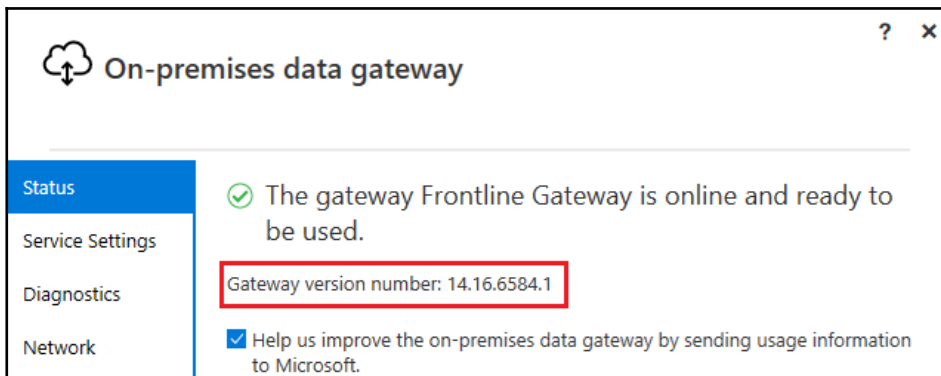 ? ×
On-premises data gateway
Status
The gateway Frontline Gateway is online and ready to
be used.
Service Settings
Gateway version number: 14.16.6584.1
Diagnostics
Network
Help us improve the on-premises data gateway by sending usage information
to Microsoft.